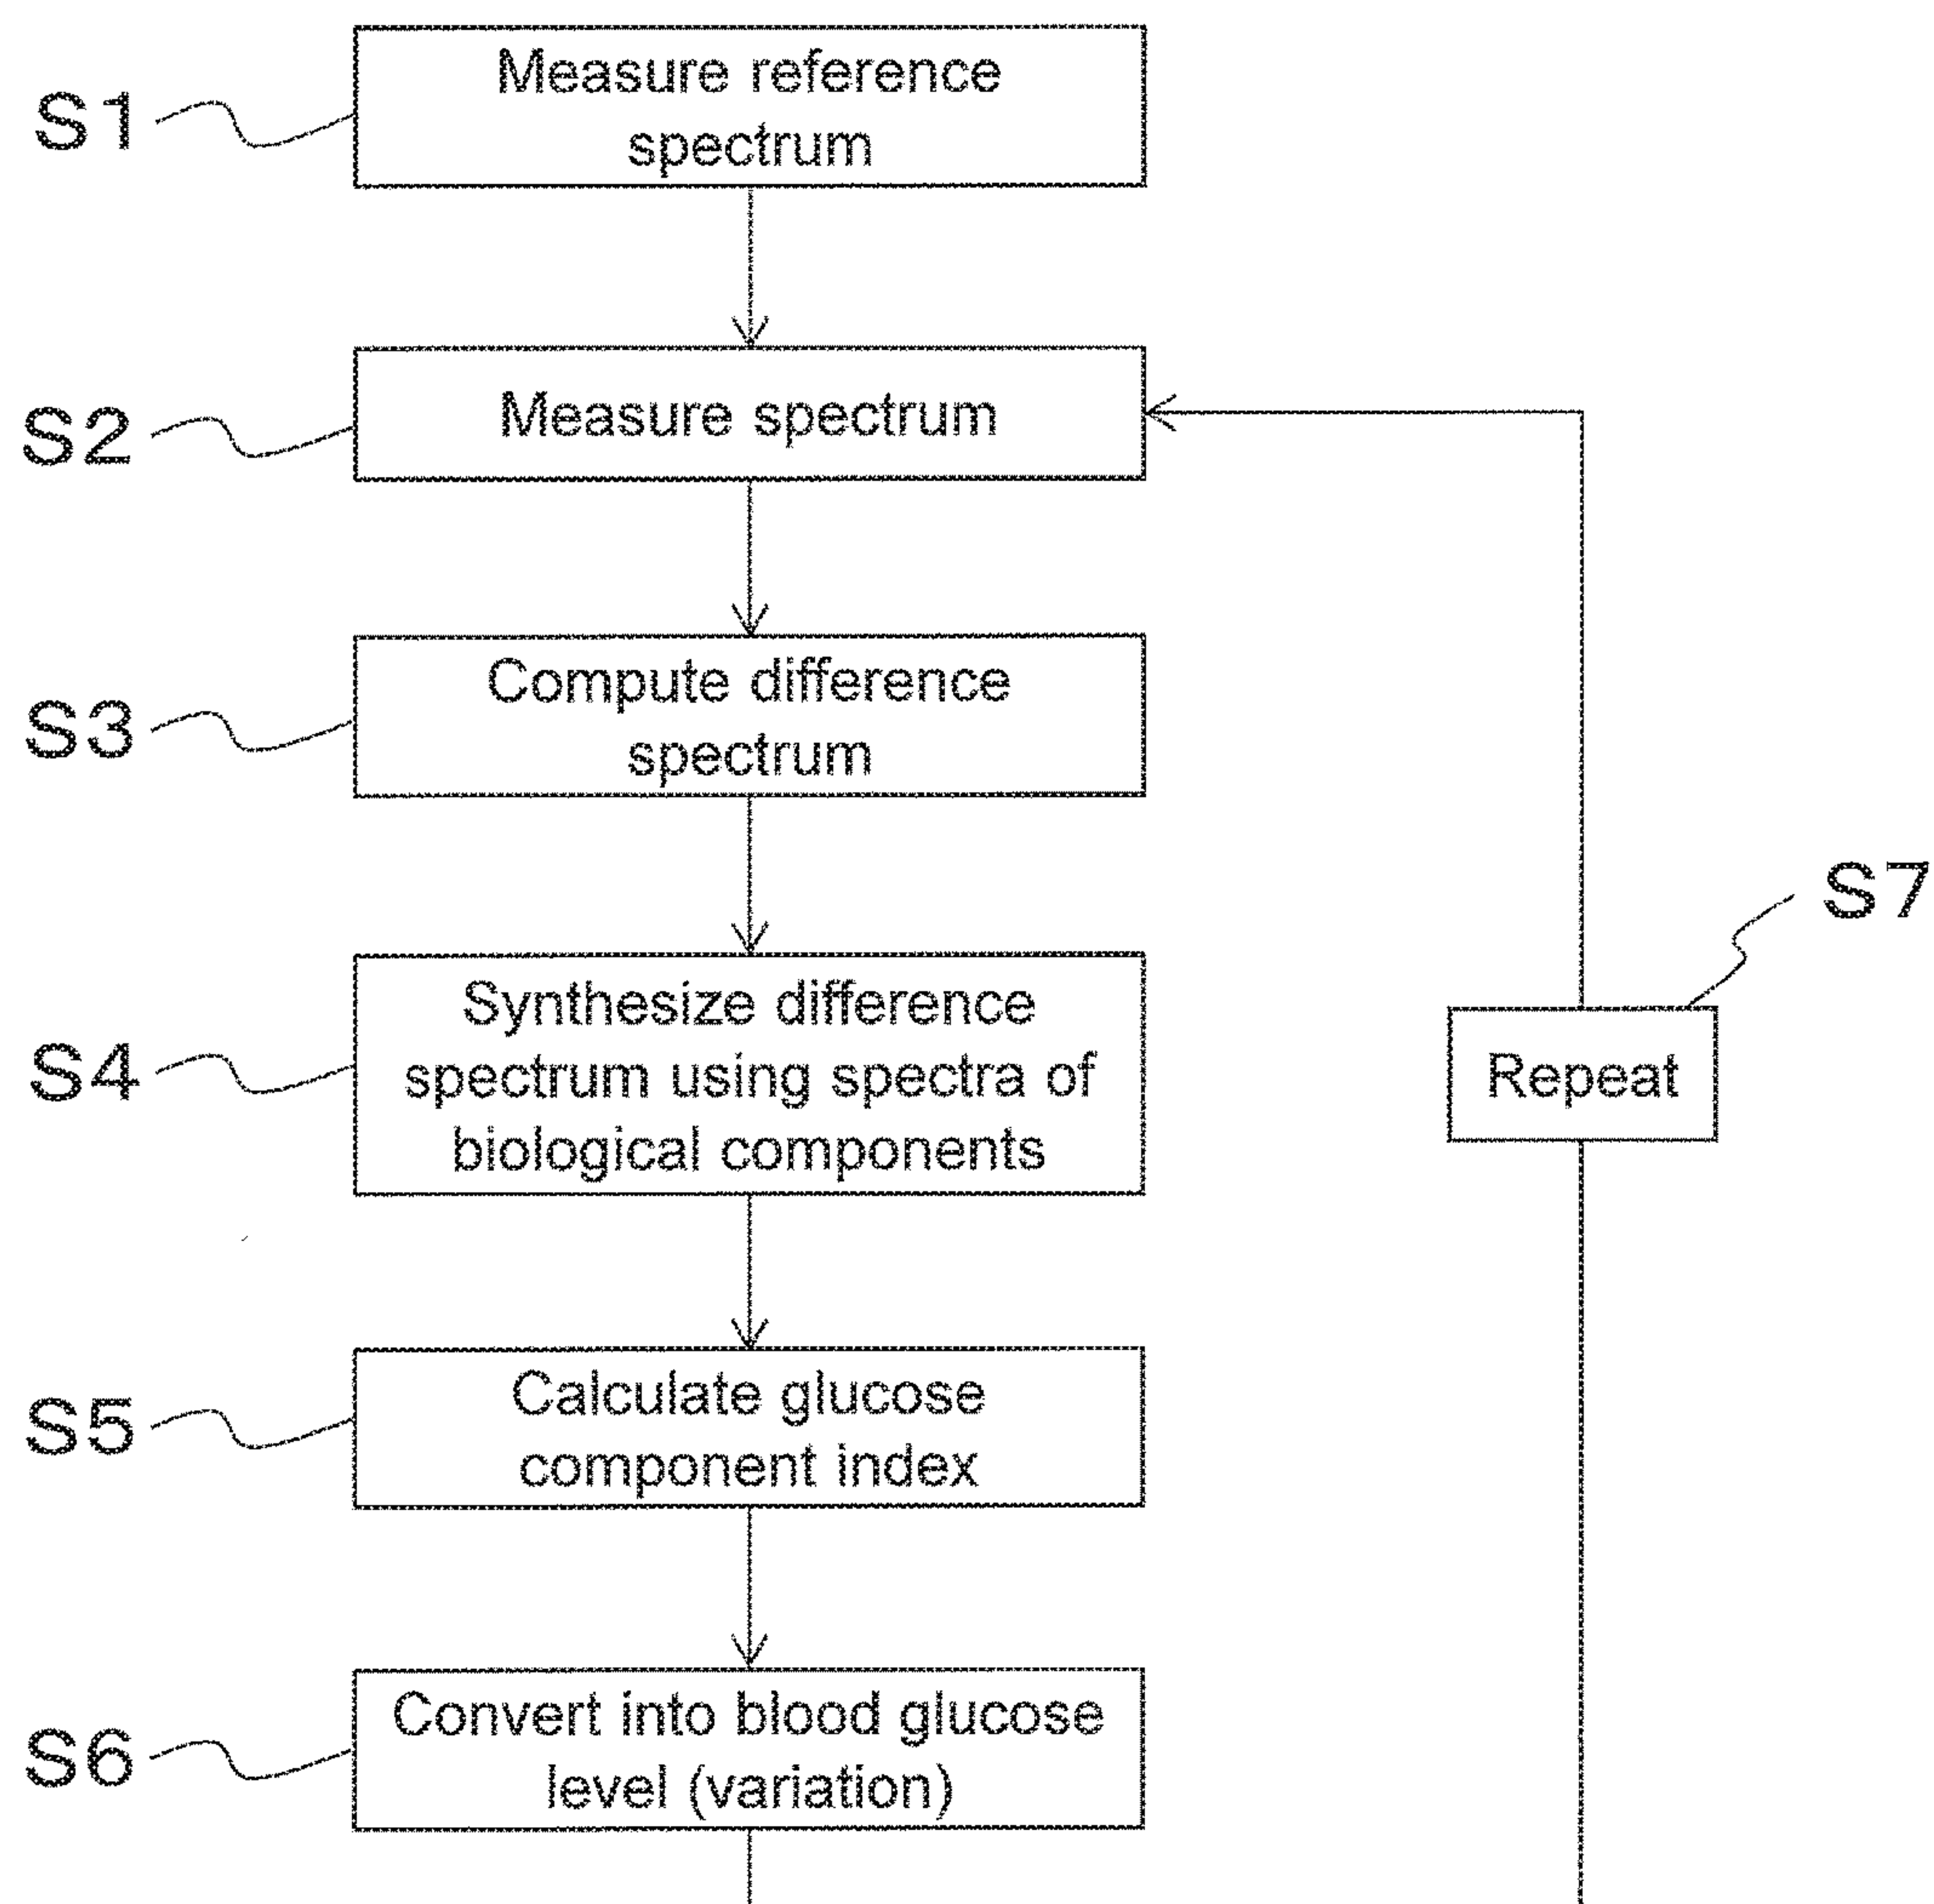 S1
Measure reference
spectrum
S2
Measure spectrum
S3
Compute difference
spectrum
S7
S4
Synthesize difference
spectrum using spectra of
biological components
Repeat
S5
Calculate glucose
component index
S6
Convert into blood glucose
level (variation)